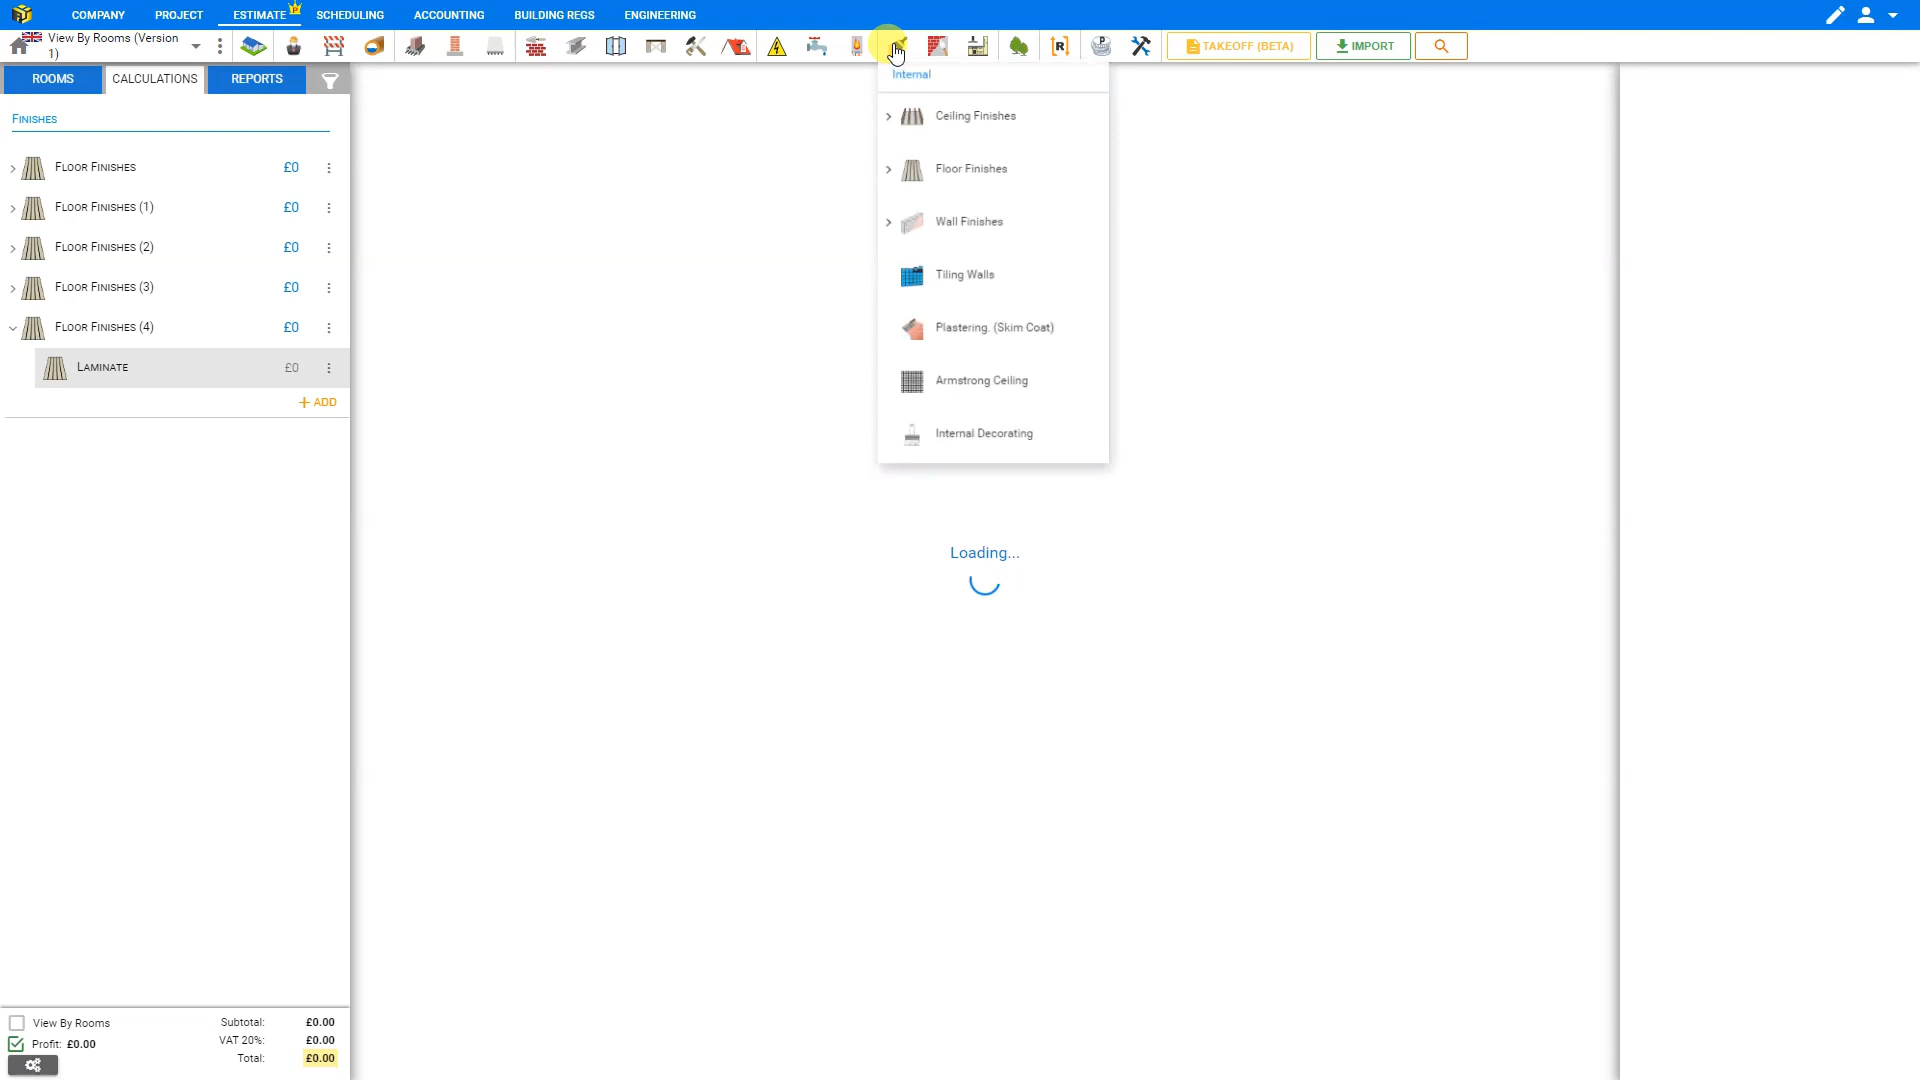 COMPANY PROJECT ESTIMATE SCHEDULING ACCOUNTING BUILDING REGS ENGINEERING
View By Rooms (Version
1)
TAKEOFF (BETA) IMPORT
ROOMS CALCULATIONS REPORTS
Internal
Ceiling Finishes
Floor Finishes
Wall Finishes
Tiling Walls
Plastering. (Skim Coat)
Armstrong Ceiling
Internal Decorating
Finishes
Floor Finishes £0
Floor Finishes (1) £0
Floor Finishes (2) £0
Floor Finishes (3) £0
Floor Finishes (4) £0
Laminate £0
+ ADD
Loading...
View By Rooms Subtotal: £0.00
Profit: £0.00 VAT 20%: £0.00
Total: £0.00